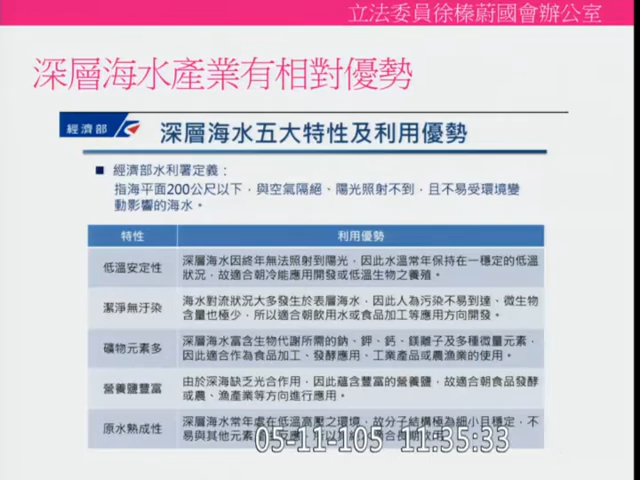 立法委員徐榛蔚國會辦公室
深層海水產業有相對優勢
經濟部
深層海水五大特性及利用優勢
■ 經濟部水利署定義：
指海平面200公尺以下，與空氣隔絕、陽光照射不到，且不易受環境變
動影響的海水。
特性 利用優勢
低溫安定性
深層海水因終年無法照射到陽光，因此水溫常年保持在一穩定的低溫
狀況，故適合朝冷能應用開發或低溫生物之養殖。
潔淨無汙染
海水對流狀況大多發生於表層海水，因此人為污染不易到達、微生物
含量也極少，所以適合朝飲用水或食品加工等應用方向開發。
礦物元素多
深層海水富含生物代謝所需的鈉、鉀、鈣、鎂離子及多種微量元素，
因此適合作為食品加工、發酵應用、工業產品或農漁業的使用。
營養鹽豐富
由於深海缺乏光合作用，因此蘊含豐富的營養鹽，故適合朝食品發酵
或農、漁產業等方向進行應用。
原水熟成性
深層海水常年處在低溫高壓之環境，故分子結構極為細小且穩定，不
易與其他元素
05-11-105 11:35:33